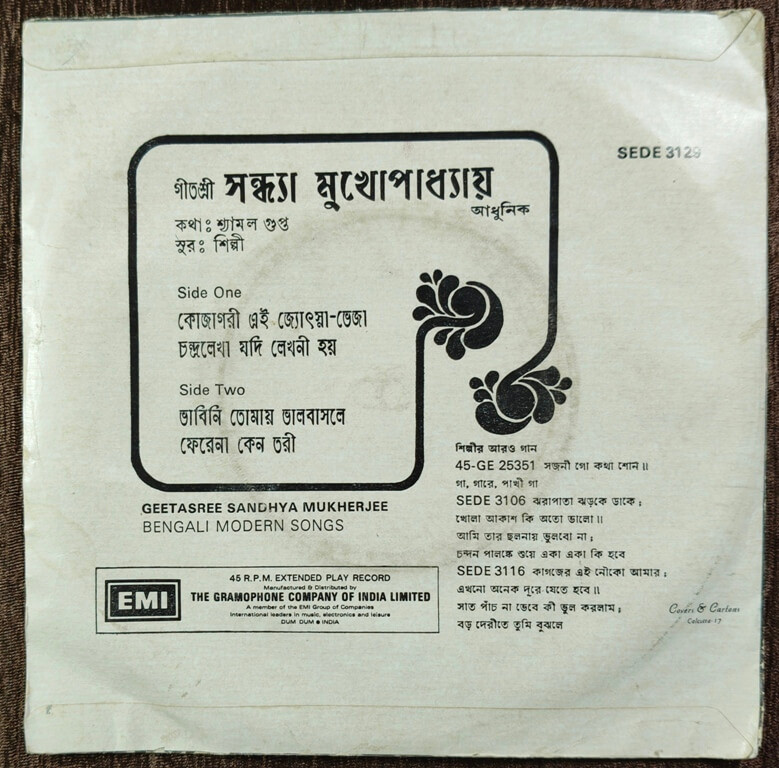 SEDE 3129
গীতশ্রী সন্ধ্যা মুখোপাধ্যায়
আধুনিক
কথাঃ শ্যামল গুপ্ত
সুরঃ শিল্পী
Side One
কোজাগরী এই জ্যোৎস্না-ভেজা
চন্দ্রলেখা যদি লেখনী হয়
Side Two
ভাবিনি তোমায় ভালবাসলে
ফেরেনা কেন তরী
GEETASREE SANDHYA MUKHERJEE
BENGALI MODERN SONGS
শিল্পীর আরও গান
45-GE 25351 সজনী গো কথা শোন॥
গা, গারে, পাখী গা
SEDE 3106 ঝরাপাতা ঝড়কে ডাকে;
খোলা আকাশ কি অতো ভালো॥
আমি তার ছলনায় ভুলবো না;
চন্দন পালঙ্কে শুয়ে একা একা কি হবে
SEDE 3116 কাগজের এই নৌকো আমার;
এখনো অনেক দূরে যেতে হবে॥
সাত পাঁচ না ভেবে কী ভুল করলাম;
বড় দেরীতে তুমি বুঝলে
EMI
45 R.P.M. EXTENDED PLAY RECORD
Manufactured & Distributed by
THE GRAMOPHONE COMPANY OF INDIA LIMITED
A member of the EMI Group of Companies
International leaders in music, electronics and leisure
DUM DUM ● INDIA
Covers & Cartons
Calcutta-17